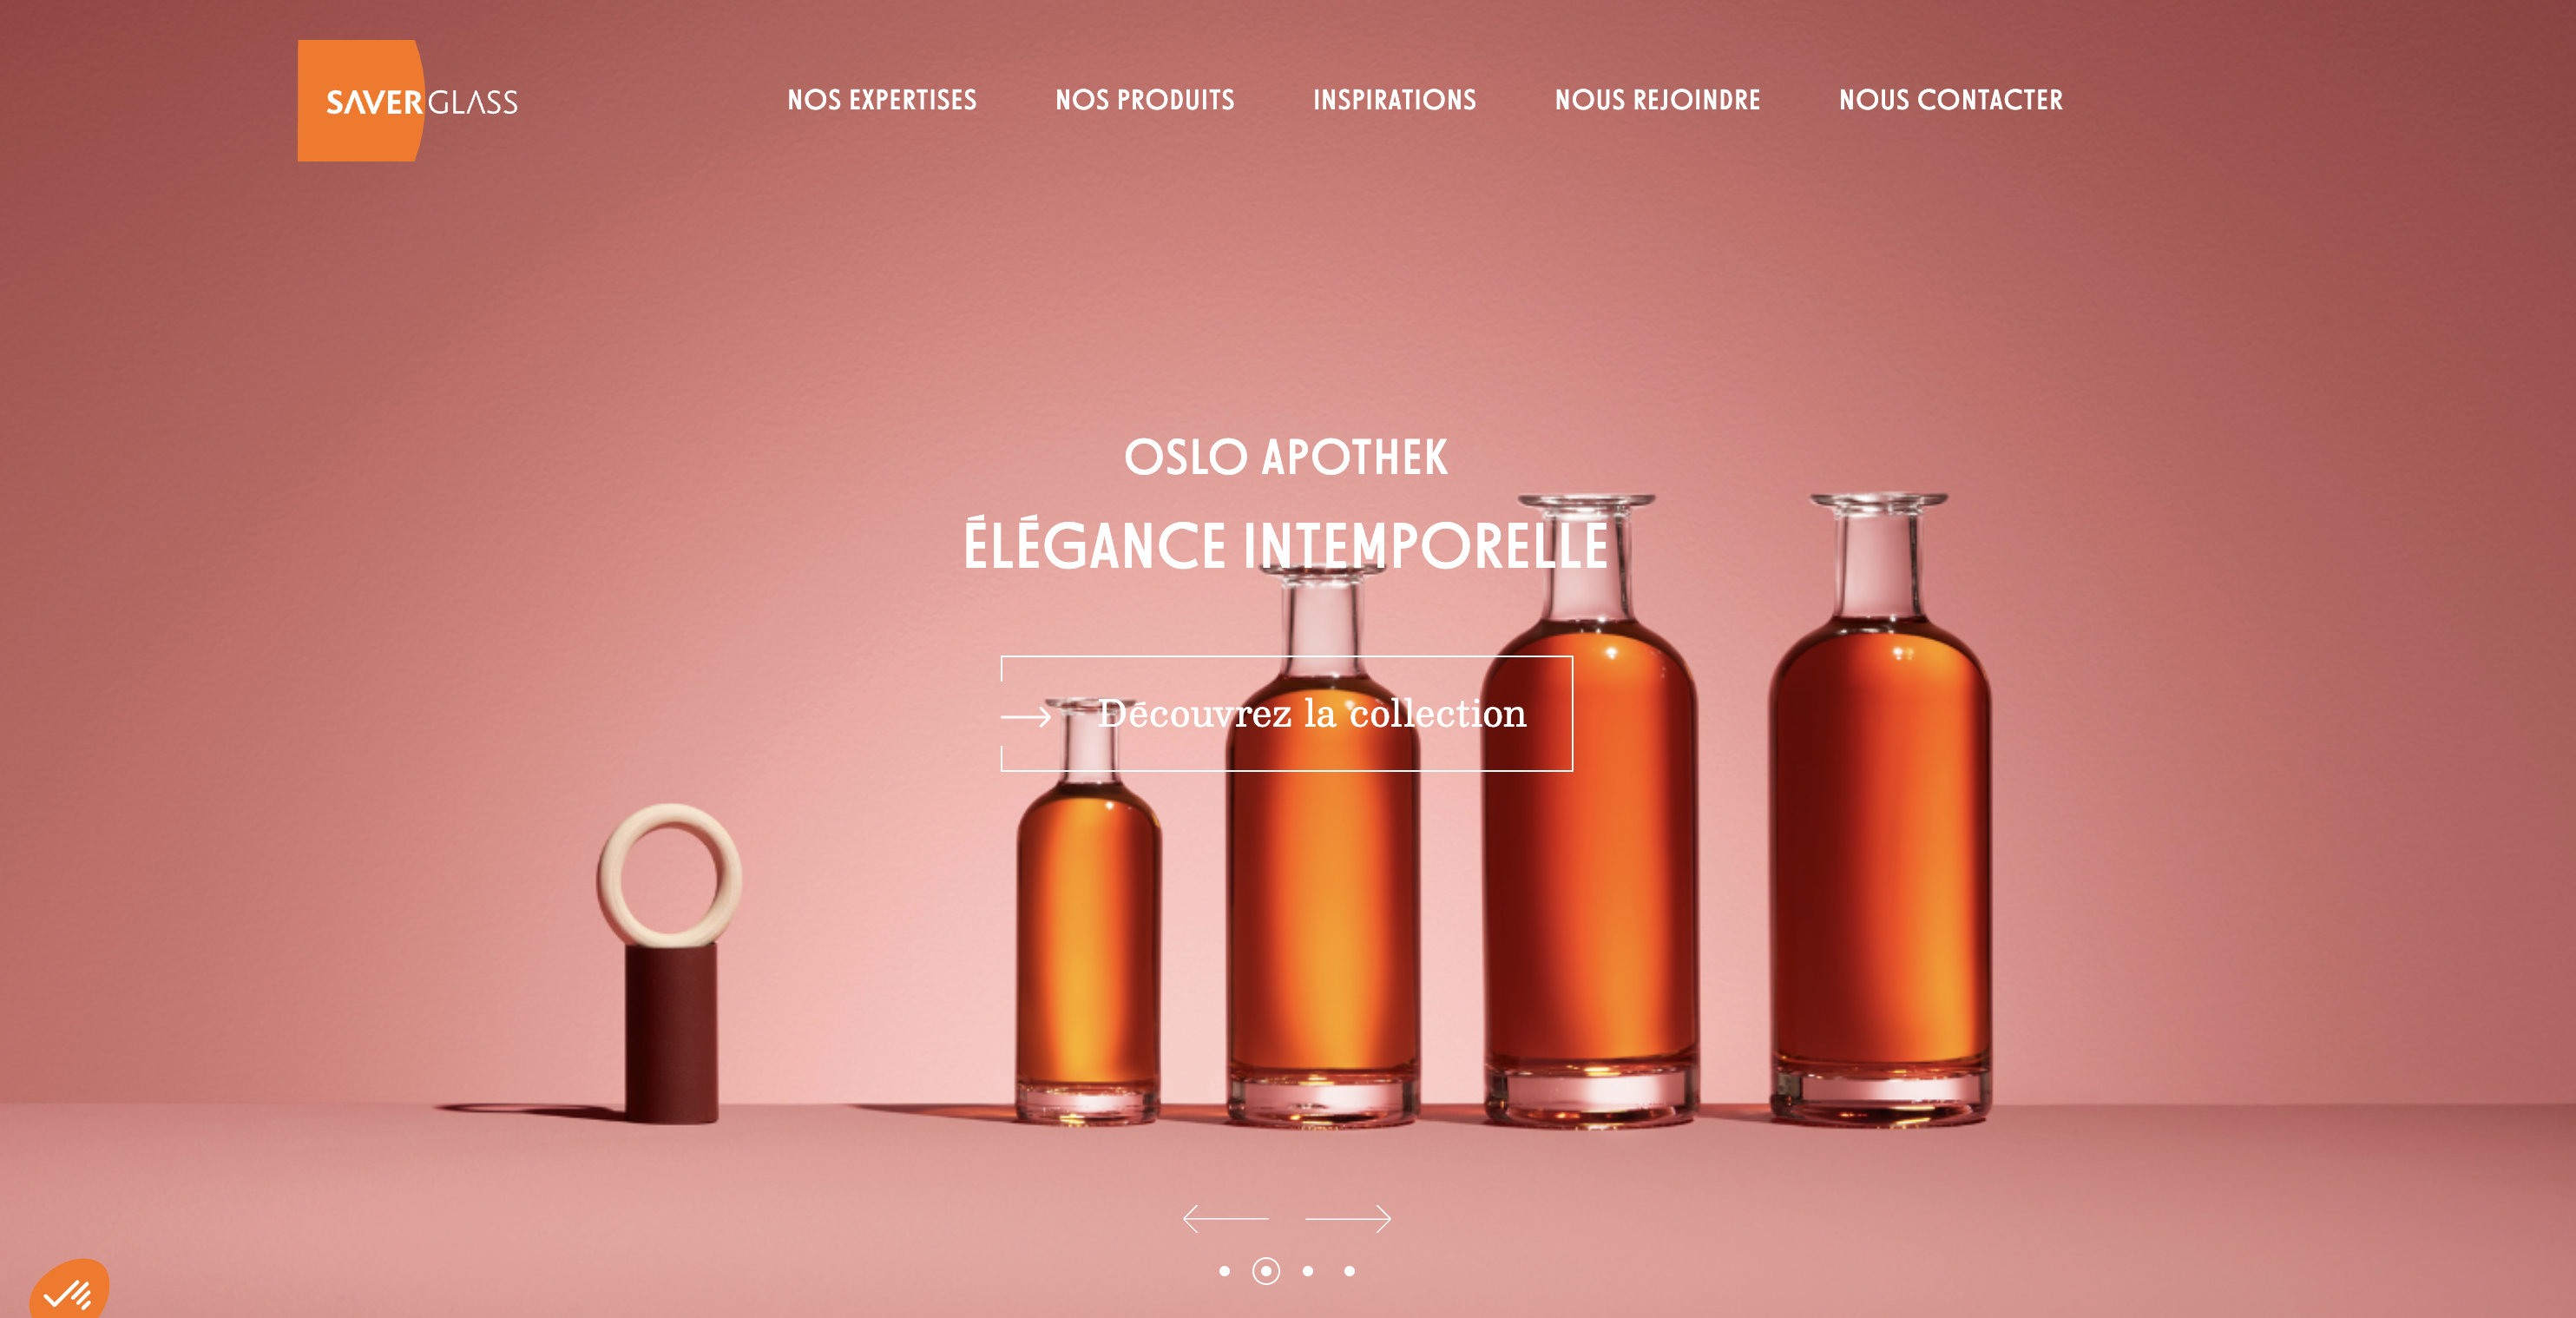 SAVERGLASS
NOS EXPERTISES
NOS PRODUITS
INSPIRATIONS
NOUS REJOINDRE
NOUS CONTACTER
OSLO APOTHEK
ÉLÉGANCE INTEMPORELLE
Découvrez la collection